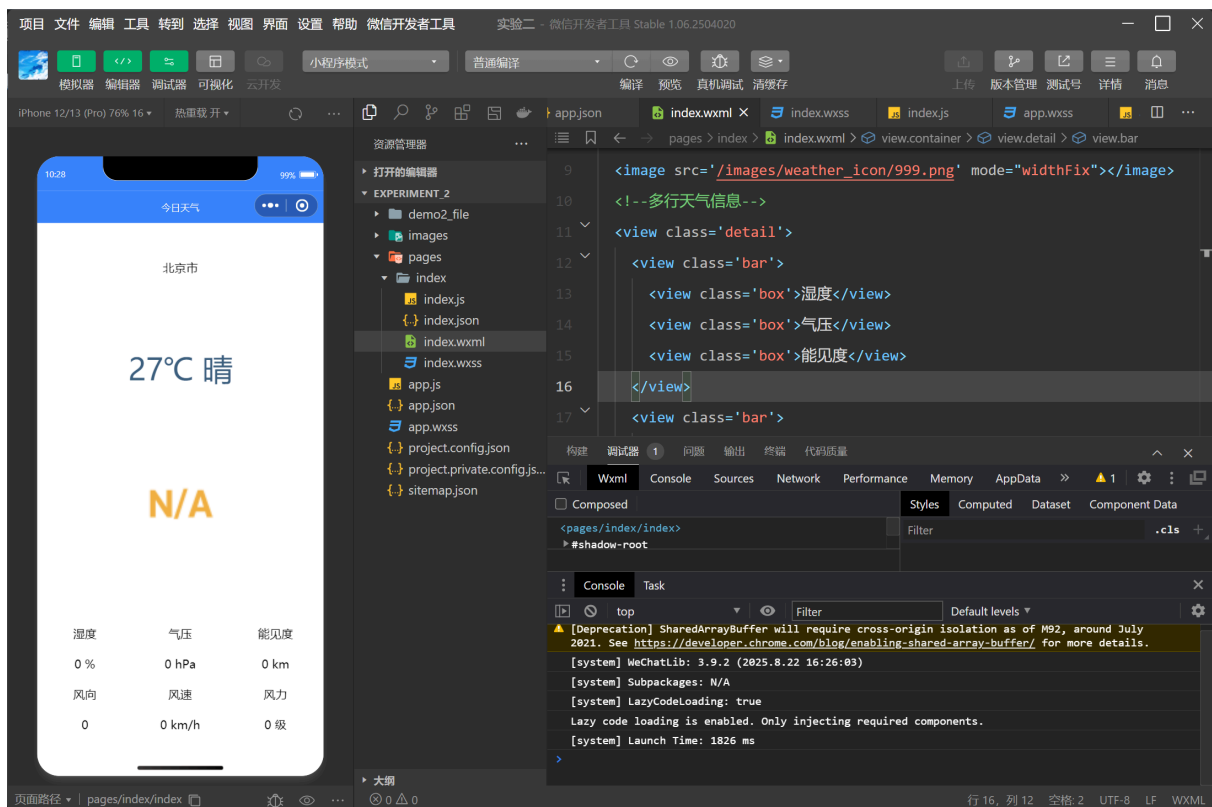 项目 文件 编辑 工具 转到 选择 视图 界面 设置 帮助 微信开发者工具 实验二 - 微信开发者工具 Stable 1.06.2504020
小程序模式 普通编译
模拟器 编辑器 调试器 可视化 云开发 编译 预览 真机调试 清缓存 上传 版本管理 测试号 详情 消息
iPhone 12/13 (Pro) 76% 16 热重载 开
10:28 99%
今日天气
北京市
27℃ 晴
N/A
湿度 气压 能见度
0 % 0 hPa 0 km
风向 风速 风力
0 0 km/h 0 级
页面路径 pages/index/index
资源管理器
打开的编辑器
EXPERIMENT_2
demo2_file
images
pages
index
index.js
index.json
index.wxml
index.wxss
app.js
app.json
app.wxss
project.config.json
project.private.config.js...
sitemap.json
大纲
0 0
app.json index.wxml index.wxss index.js app.wxss
pages > index > index.wxml > view.container > view.detail > view.bar
9 <image src='/images/weather_icon/999.png' mode="widthFix"></image>
10 <!--多行天气信息-->
11 <view class='detail'>
12 <view class='bar'>
13 <view class='box'>湿度</view>
14 <view class='box'>气压</view>
15 <view class='box'>能见度</view>
16 </view>
17 <view class='bar'>
构建 调试器 1 问题 输出 终端 代码质量
Wxml Console Sources Network Performance Memory AppData » 1
Composed
<pages/index/index>
#shadow-root
Styles Computed Dataset Component Data
Filter .cls
Console Task
top Filter Default levels
[Deprecation] SharedArrayBuffer will require cross-origin isolation as of M92, around July
2021. See https://developer.chrome.com/blog/enabling-shared-array-buffer/ for more details.
[system] WeChatLib: 3.9.2 (2025.8.22 16:26:03)
[system] Subpackages: N/A
[system] LazyCodeLoading: true
Lazy code loading is enabled. Only injecting required components.
[system] Launch Time: 1826 ms
>
行 16, 列 12 空格: 2 UTF-8 LF WXML